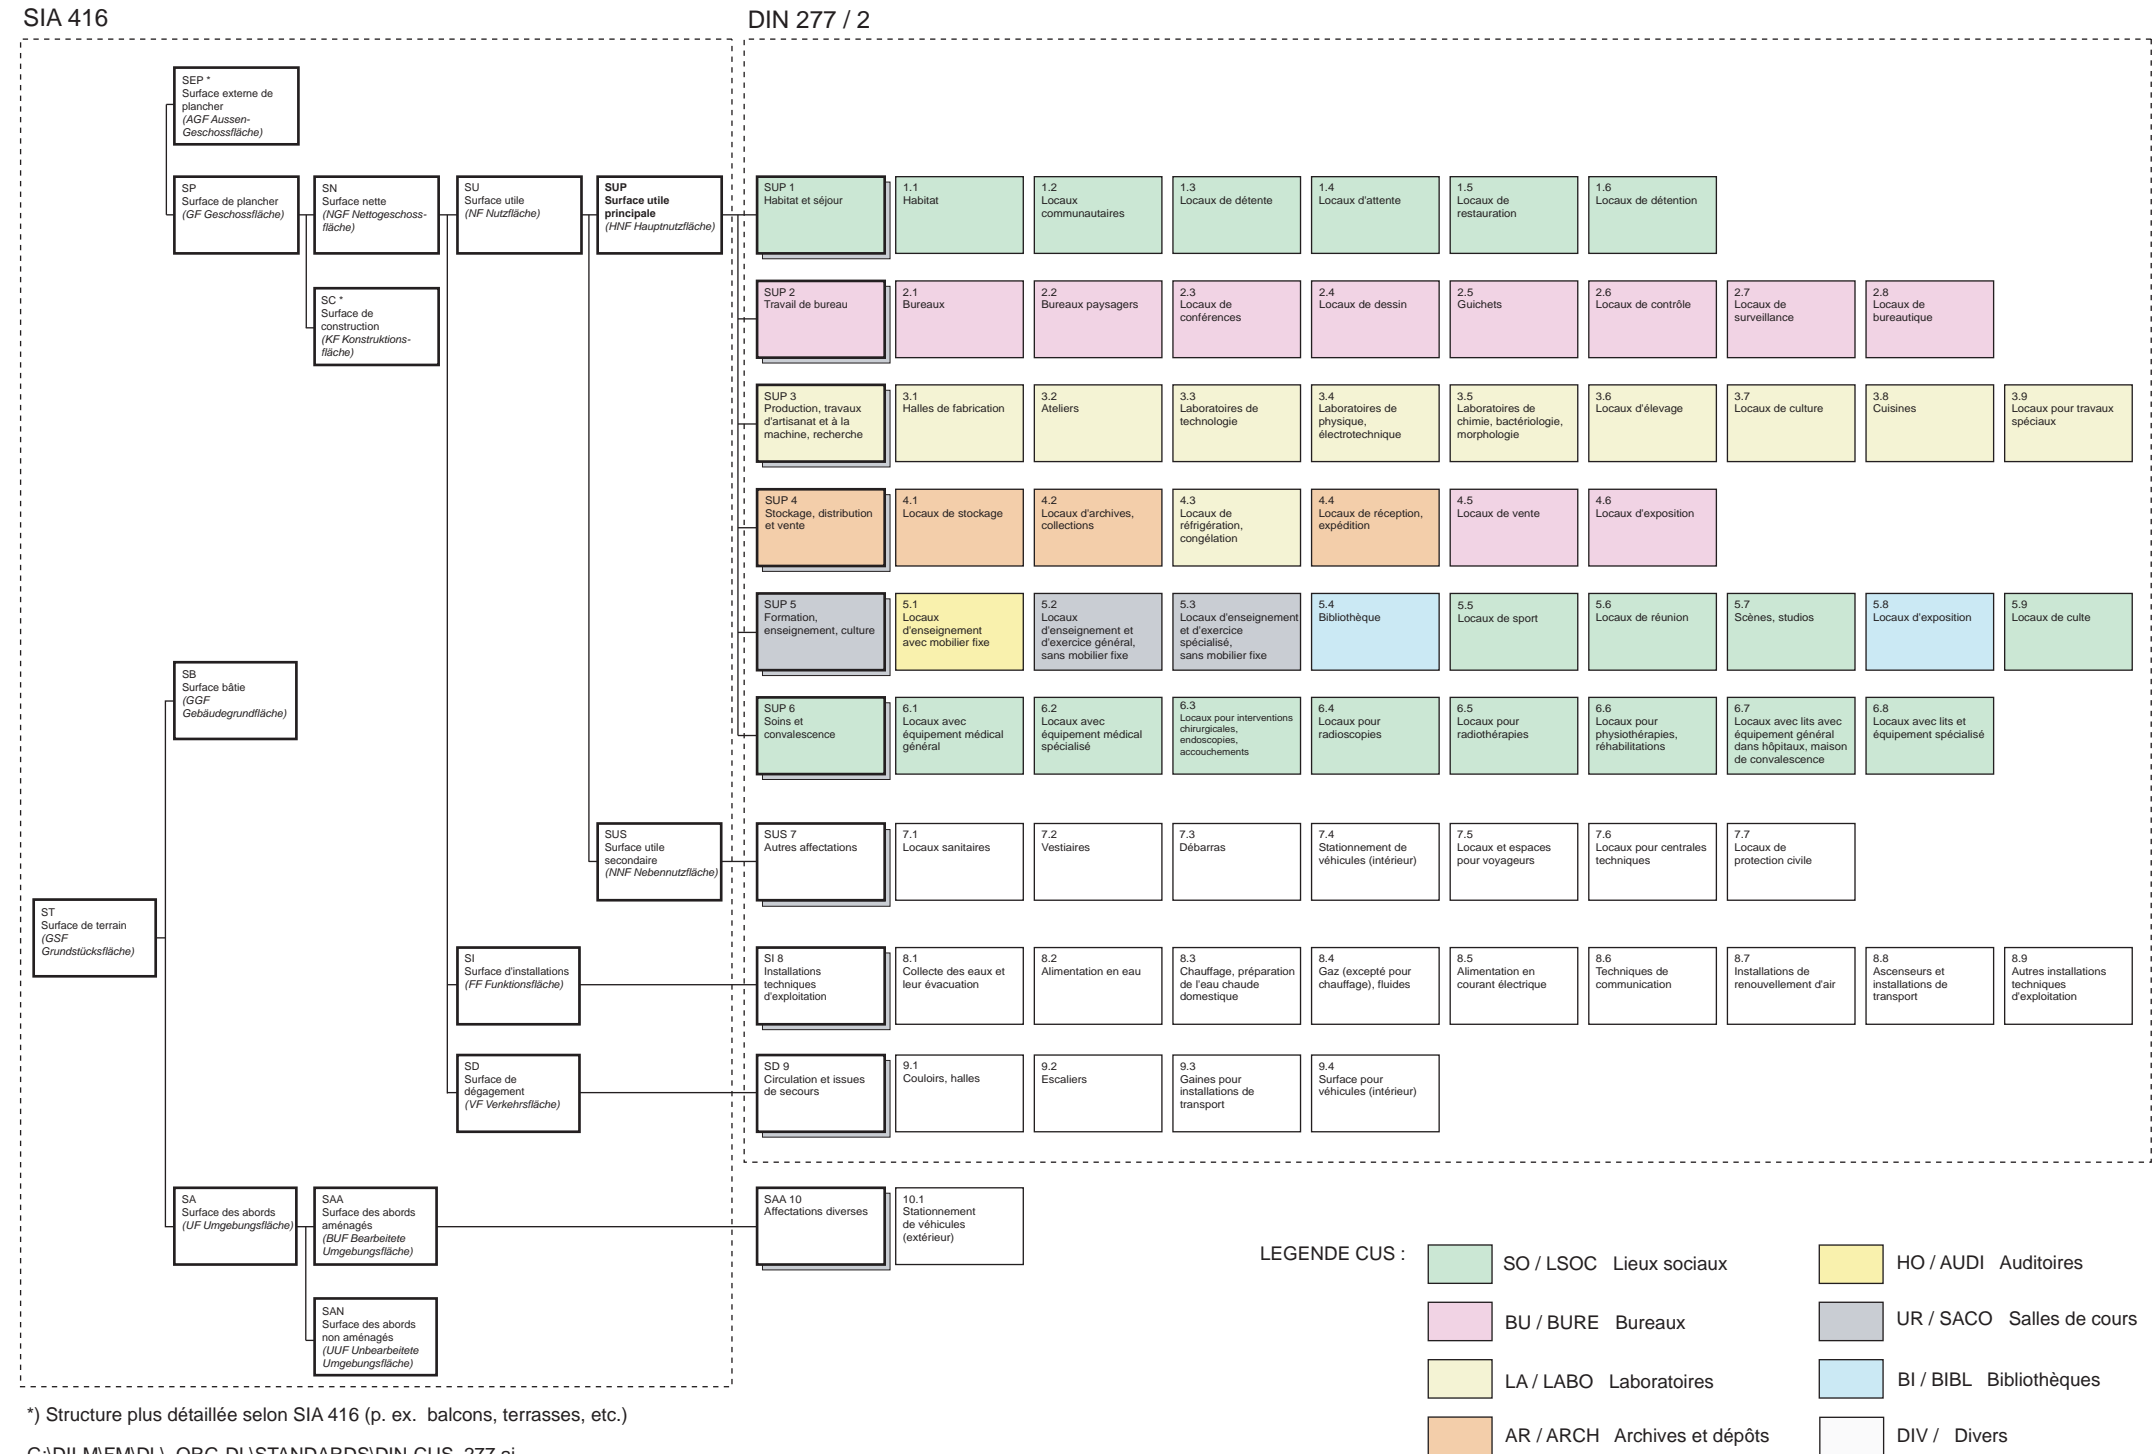 SIA 416
DIN 277 / 2
SEP *
Surface externe de
plancher
(AGF Aussen-
Geschossfläche)
SP
Surface de plancher
(GF Geschossfläche)
SN
Surface nette
(NGF Nettogeschoss-
fläche)
SU
Surface utile
(NF Nutzfläche)
SUP
Surface utile
principale
(HNF Hauptnutzfläche)
SUP 1
Habitat et séjour
1.1
Habitat
1.2
Locaux
communautaires
1.3
Locaux de détente
1.4
Locaux d'attente
1.5
Locaux de
restauration
1.6
Locaux de détention
SC *
Surface de
construction
(KF Konstruktions-
fläche)
SUP 2
Travail de bureau
2.1
Bureaux
2.2
Bureaux paysagers
2.3
Locaux de
conférences
2.4
Locaux de dessin
2.5
Guichets
2.6
Locaux de contrôle
2.7
Locaux de
surveillance
2.8
Locaux de
bureautique
SUP 3
Production, travaux
d'artisanat et à la
machine, recherche
3.1
Halles de fabrication
3.2
Ateliers
3.3
Laboratoires de
technologie
3.4
Laboratoires de
physique,
électrotechnique
3.5
Laboratoires de
chimie, bactériologie,
morphologie
3.6
Locaux d'élevage
3.7
Locaux de culture
3.8
Cuisines
3.9
Locaux pour travaux
spéciaux
SUP 4
Stockage, distribution
et vente
4.1
Locaux de stockage
4.2
Locaux d'archives,
collections
4.3
Locaux de
réfrigération,
congélation
4.4
Locaux de réception,
expédition
4.5
Locaux de vente
4.6
Locaux d'exposition
SUP 5
Formation,
enseignement, culture
5.1
Locaux
d'enseignement
avec mobilier fixe
5.2
Locaux
d'enseignement et
d'exercice général,
sans mobilier fixe
5.3
Locaux d'enseignement
et d'exercice
spécialisé,
sans mobilier fixe
5.4
Bibliothèque
5.5
Locaux de sport
5.6
Locaux de réunion
5.7
Scènes, studios
5.8
Locaux d'exposition
5.9
Locaux de culte
SB
Surface bâtie
(GGF
Gebäudegrundfläche)
SUP 6
Soins et
convalescence
6.1
Locaux avec
équipement médical
général
6.2
Locaux avec
équipement médical
spécialisé
6.3
Locaux pour interventions
chirurgicales,
endoscopies,
accouchements
6.4
Locaux pour
radioscopies
6.5
Locaux pour
radiothérapies
6.6
Locaux pour
physiothérapies,
réhabilitations
6.7
Locaux avec lits avec
équipement général
dans hôpitaux, maison
de convalescence
6.8
Locaux avec lits et
équipement spécialisé
SUS
Surface utile
secondaire
(NNF Nebennutzfläche)
SUS 7
Autres affectations
7.1
Locaux sanitaires
7.2
Vestiaires
7.3
Débarras
7.4
Stationnement de
véhicules (intérieur)
7.5
Locaux et espaces
pour voyageurs
7.6
Locaux pour centrales
techniques
7.7
Locaux de
protection civile
ST
Surface de terrain
(GSF
Grundstücksfläche)
SI
Surface d'installations
(FF Funktionsfläche)
SI 8
Installations
techniques
d'exploitation
8.1
Collecte des eaux et
leur évacuation
8.2
Alimentation en eau
8.3
Chauffage, préparation
de l'eau chaude
domestique
8.4
Gaz (excepté pour
chauffage), fluides
8.5
Alimentation en
courant électrique
8.6
Techniques de
communication
8.7
Installations de
renouvellement d'air
8.8
Ascenseurs et
installations de
transport
8.9
Autres installations
techniques
d'exploitation
SD
Surface de
dégagement
(VF Verkehrsfläche)
SD 9
Circulation et issues
de secours
9.1
Couloirs, halles
9.2
Escaliers
9.3
Gaines pour
installations de
transport
9.4
Surface pour
véhicules (intérieur)
SA
Surface des abords
(UF Umgebungsfläche)
SAA
Surface des abords
aménagés
(BUF Bearbeitete
Umgebungsfläche)
SAA 10
Affectations diverses
10.1
Stationnement
de véhicules
(extérieur)
SAN
Surface des abords
non aménagés
(UUF Unbearbeitete
Umgebungsfläche)
LEGENDE CUS :
SO / LSOC Lieux sociaux
HO / AUDI Auditoires
BU / BURE Bureaux
UR / SACO Salles de cours
LA / LABO Laboratoires
BI / BIBL Bibliothèques
AR / ARCH Archives et dépôts
DIV / Divers
*) Structure plus détaillée selon SIA 416 (p. ex. balcons, terrasses, etc.)